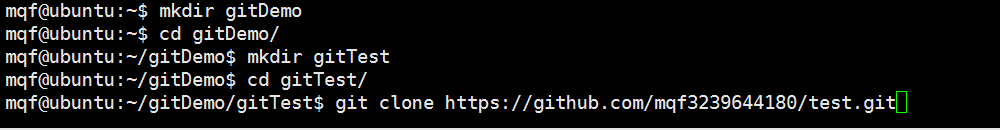 mqf@ubuntu:~$ mkdir gitDemo
mqf@ubuntu:~$ cd gitDemo/
mqf@ubuntu:~/gitDemo$ mkdir gitTest
mqf@ubuntu:~/gitDemo$ cd gitTest/
mqf@ubuntu:~/gitDemo/gitTest$ git clone https://github.com/mqf3239644180/test.git